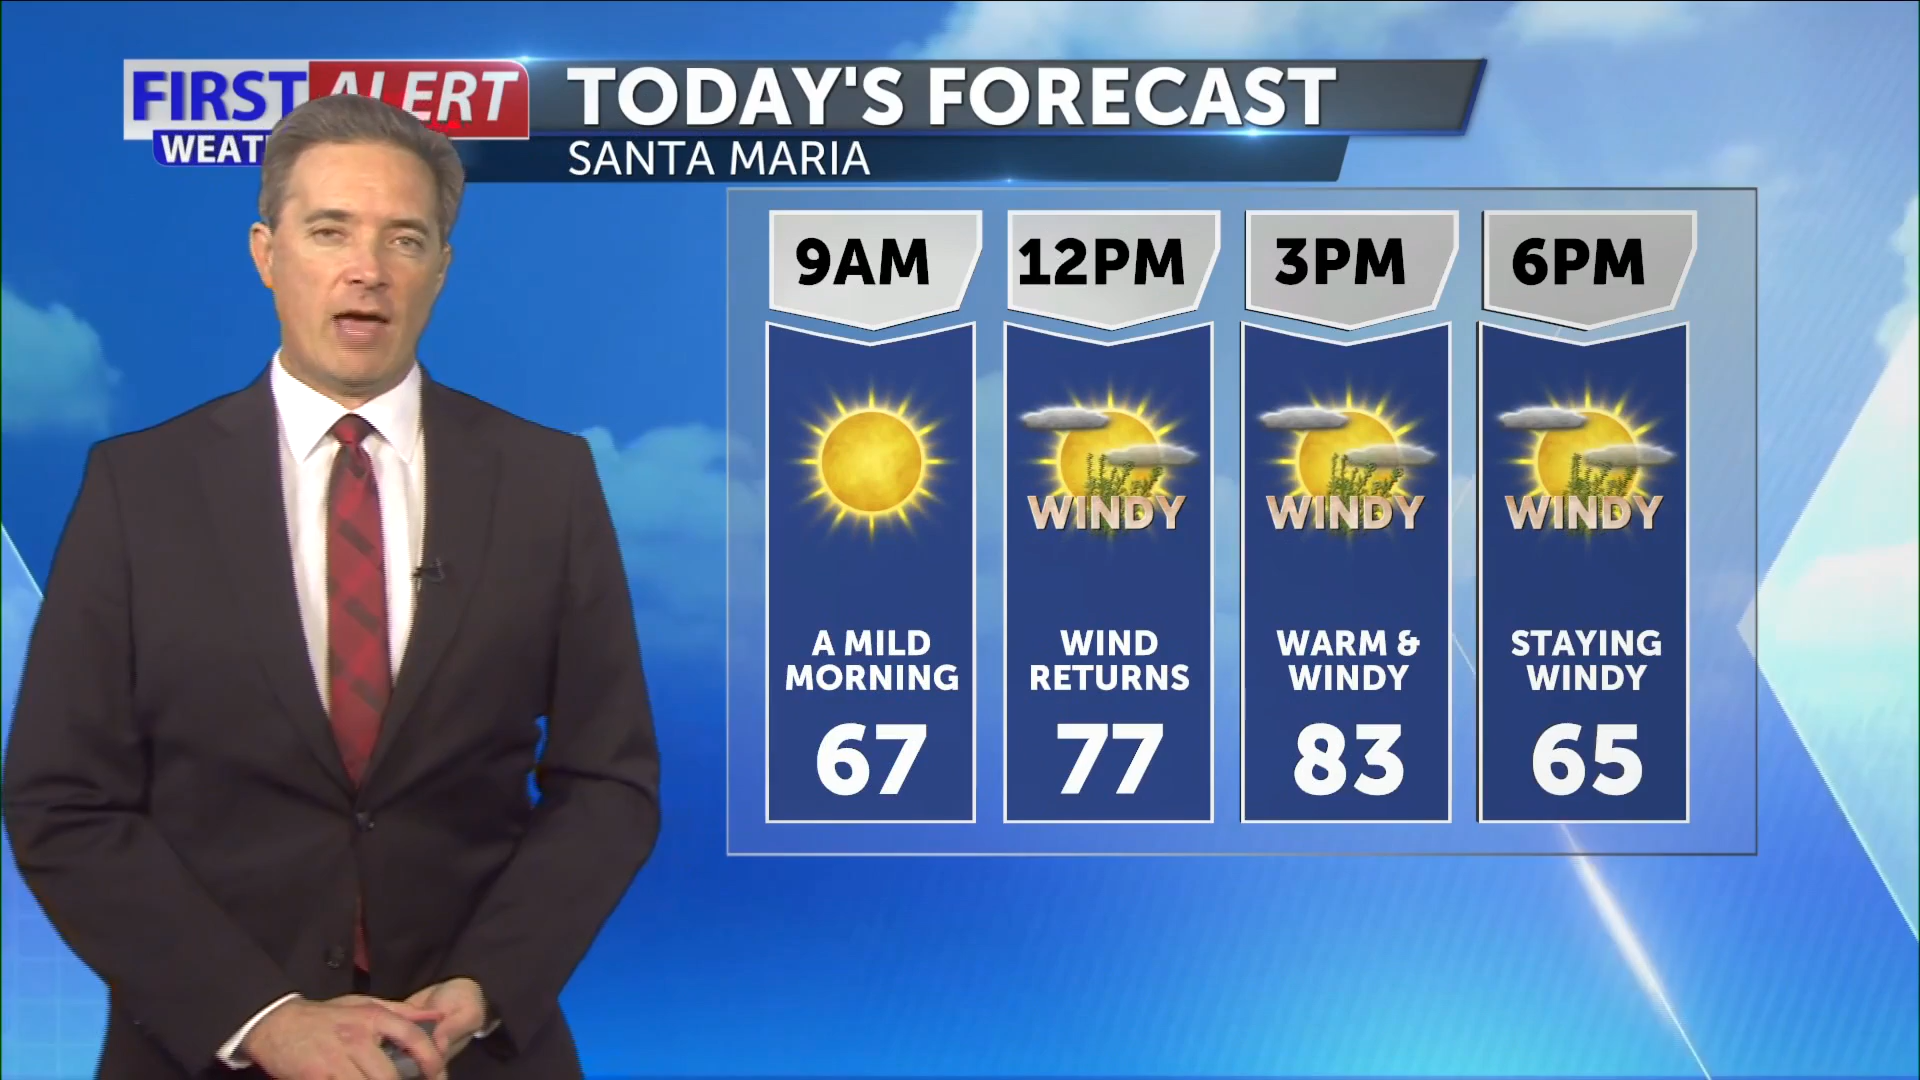 FIRST ALERT
TODAY'S FORECAST
SANTA MARIA
9AM
12PM
3PM
6PM
WINDY
WINDY
WINDY
A MILD
MORNING
WIND
RETURNS
WARM &
WINDY
STAYING
WINDY
67
77
83
65